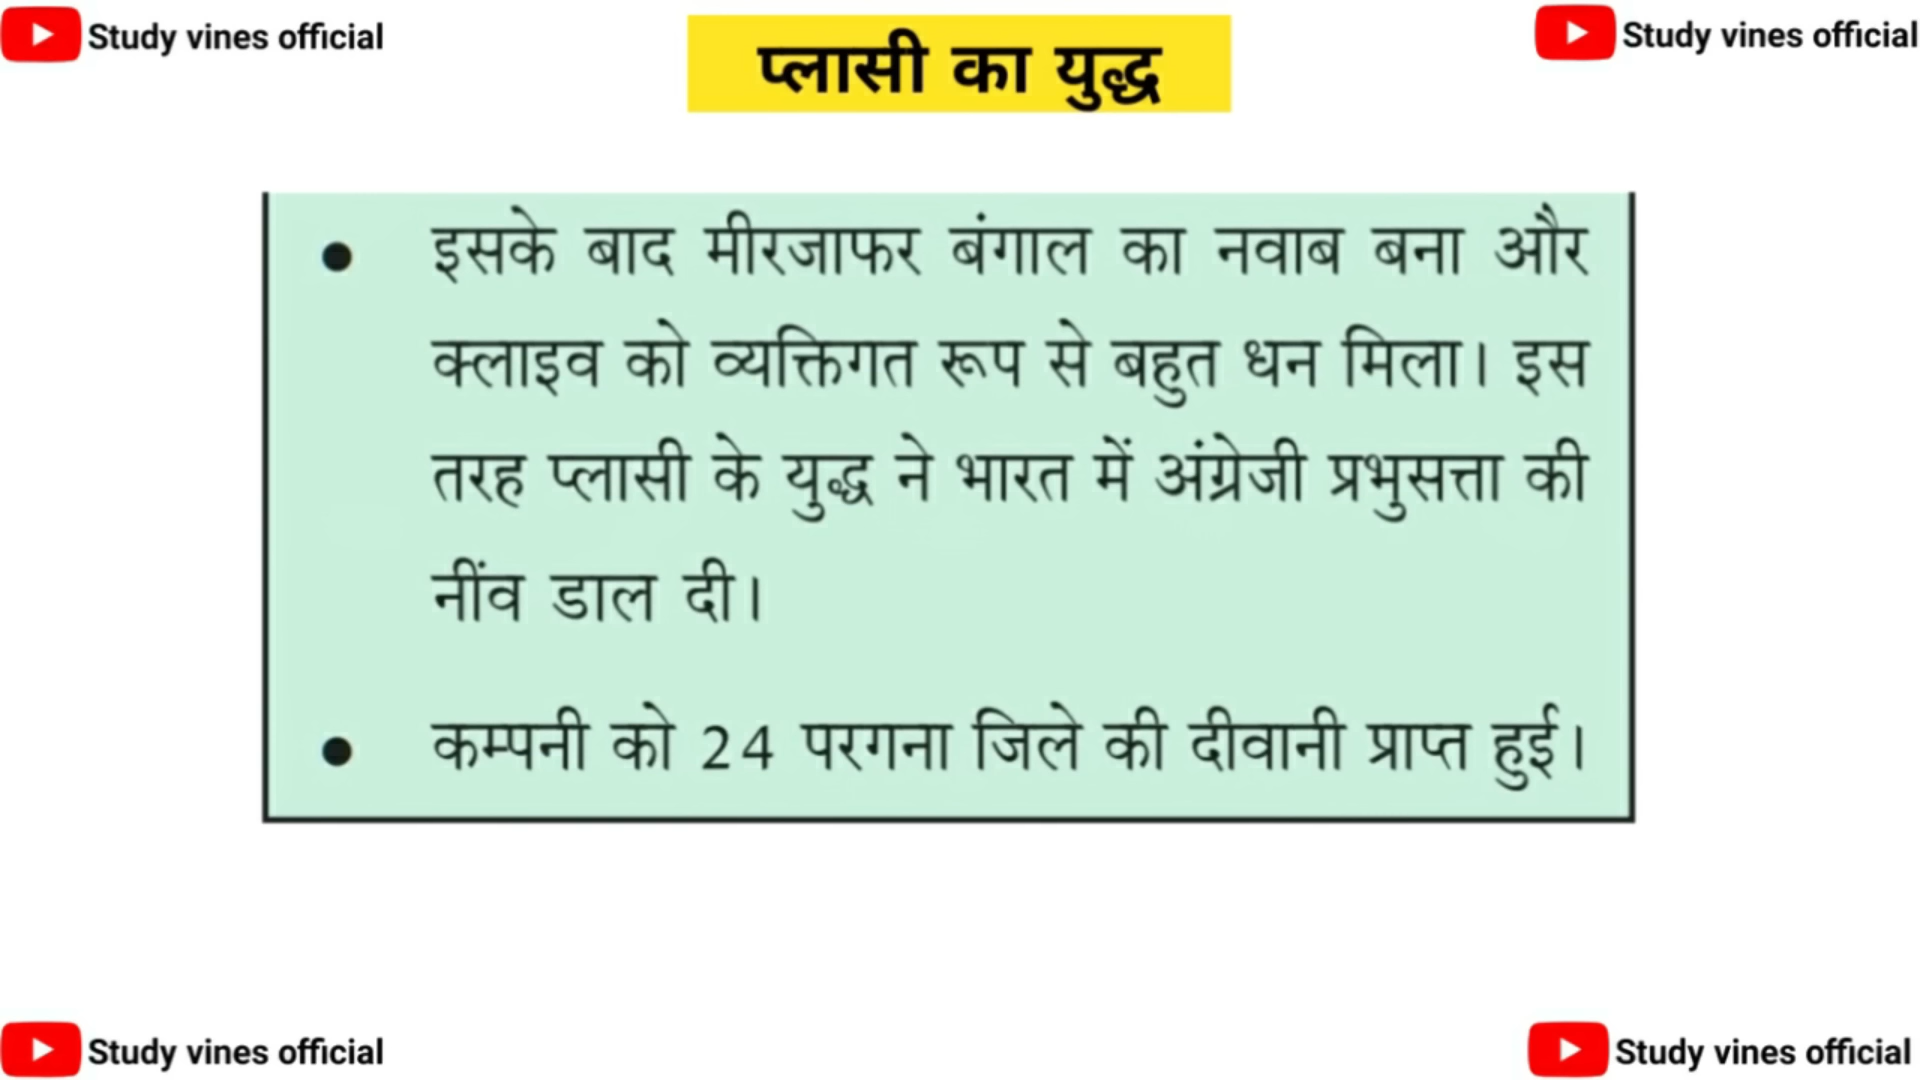 Study vines official
प्लासी का युद्ध
Study vines official
• इसके बाद मीरजाफर बंगाल का नवाब बना और
क्लाइव को व्यक्तिगत रूप से बहुत धन मिला। इस
तरह प्लासी के युद्ध ने भारत में अंग्रेजी प्रभुसत्ता की
नींव डाल दी।
• कम्पनी को 24 परगना जिले की दीवानी प्राप्त हुई।
Study vines official
Study vines official